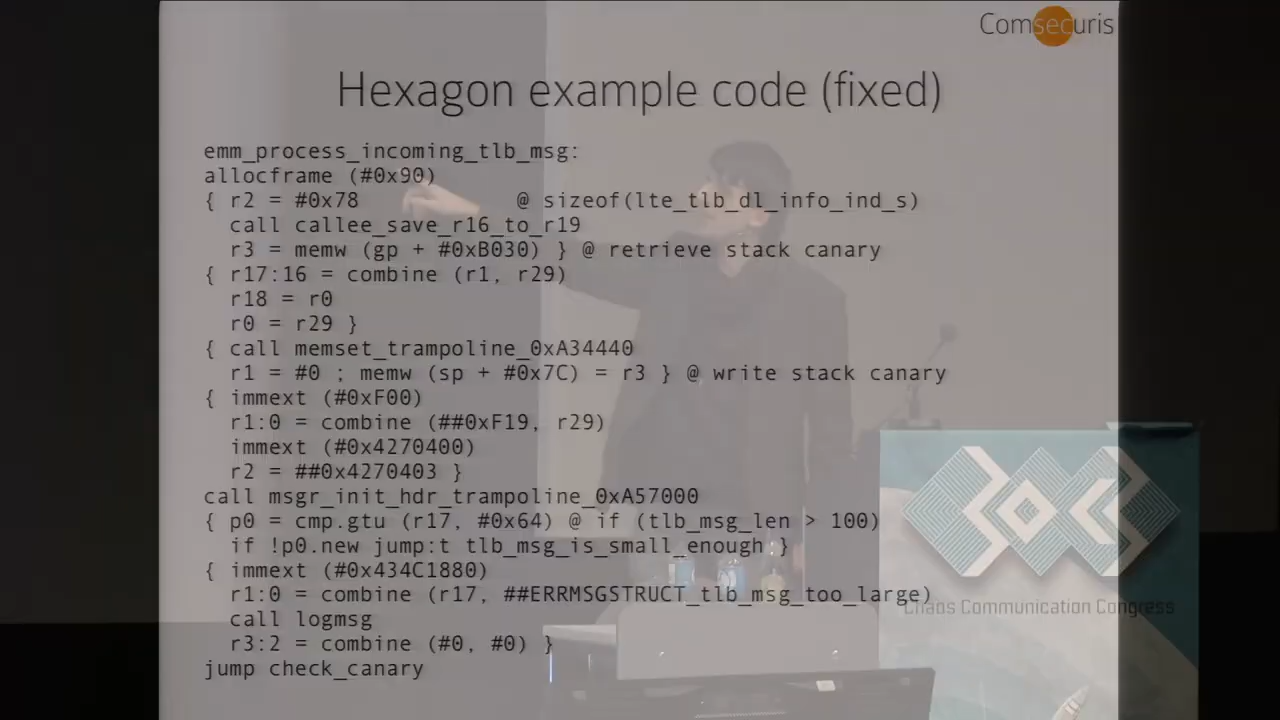 Comsecuris
Hexagon example code (fixed)
emm_process_incoming_tlb_msg:
allocframe (#0x90)
{ r2 = #0x78 @ sizeof(lte_tlb_dl_info_ind_s)
call callee_save_r16_to_r19
r3 = memw (gp + #0xB030) } @ retrieve stack canary
{ r17:16 = combine (r1, r29)
r18 = r0
r0 = r29 }
{ call memset_trampoline_0xA34440
r1 = #0 ; memw (sp + #0x7C) = r3 } @ write stack canary
{ immext (#0xF00)
r1:0 = combine (##0xF19, r29)
immext (#0x4270400)
r2 = ##0x4270403 }
call msgr_init_hdr_trampoline_0xA57000
{ p0 = cmp.gtu (r17, #0x64) @ if (tlb_msg_len > 100)
if !p0.new jump:t tlb_msg_is_small_enough }
{ immext (#0x434C1880)
r1:0 = combine (r17, ##ERRMSGSTRUCT_tlb_msg_too_large)
call logmsg
r3:2 = combine (#0, #0) }
jump check_canary
Chaos Communication Congress